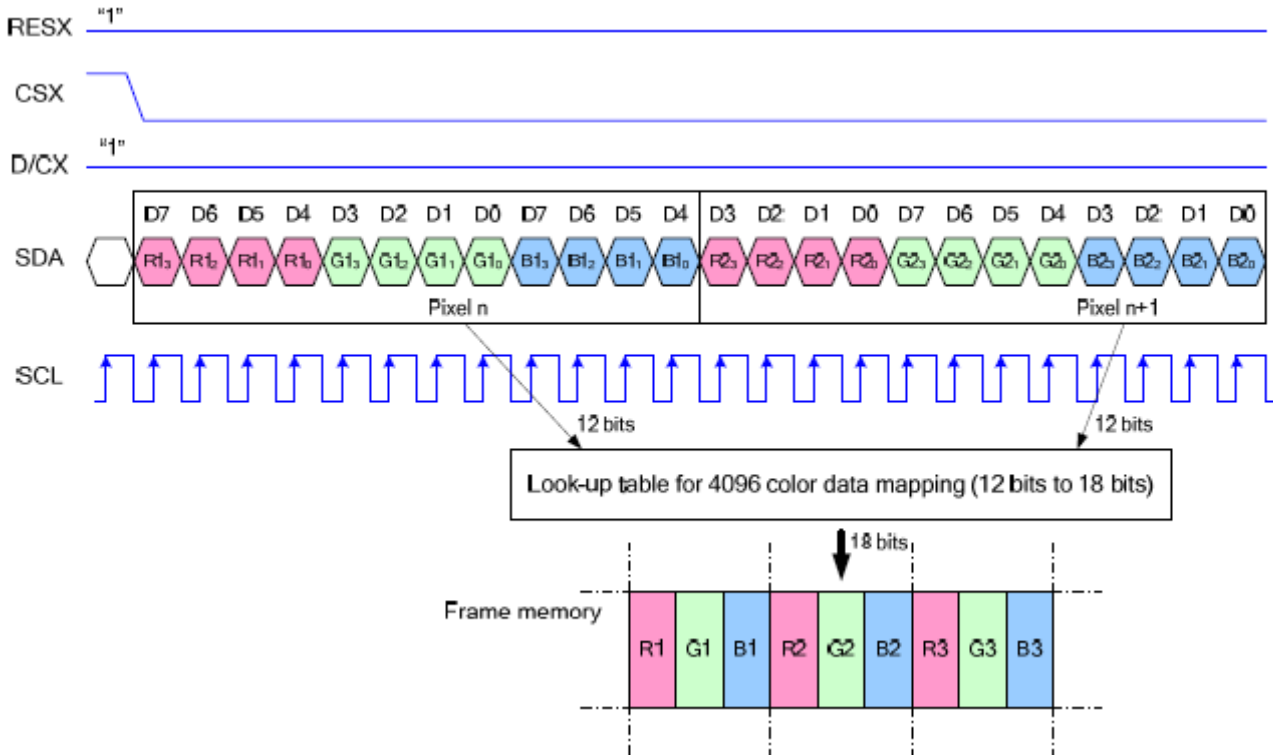 RESX “1”
CSX
D/CX “1”
D7 D6 D5 D4 D3 D2 D1 D0 D7 D6 D5 D4 D3 D2 D1 D0 D7 D6 D5 D4 D3 D2 D1 D0
SDA R1₃ R1₂ R1₁ R1₀ G1₃ G1₂ G1₁ G1₀ B1₃ B1₂ B1₁ B1₀ R2₃ R2₂ R2₁ R2₀ G2₃ G2₂ G2₁ G2₀ B2₃ B2₂ B2₁ B2₀
Pixel n Pixel n+1
SCL
12 bits 12 bits
Look-up table for 4096 color data mapping (12 bits to 18 bits)
18 bits
Frame memory
R1 G1 B1 R2 G2 B2 R3 G3 B3